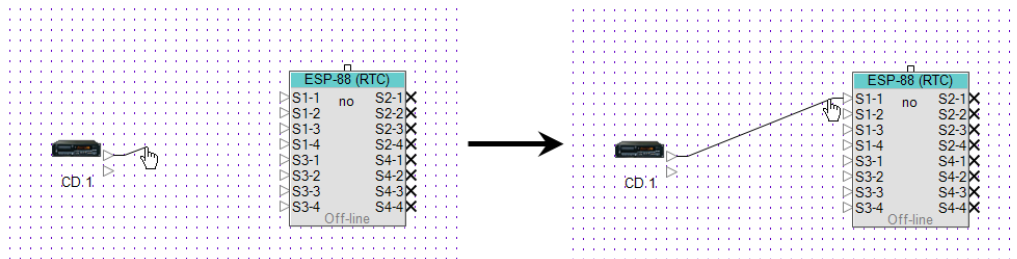 ESP-88 (RTC)
S1-1 no S2-1
S1-2 S2-2
S1-3 S2-3
S1-4 S2-4
S3-1 S4-1
S3-2 S4-2
S3-3 S4-3
S3-4 S4-4
Off-line
CD.1
ESP-88 (RTC)
S1-1 no S2-1
S1-2 S2-2
S1-3 S2-3
S1-4 S2-4
S3-1 S4-1
S3-2 S4-2
S3-3 S4-3
S3-4 S4-4
Off-line
CD.1